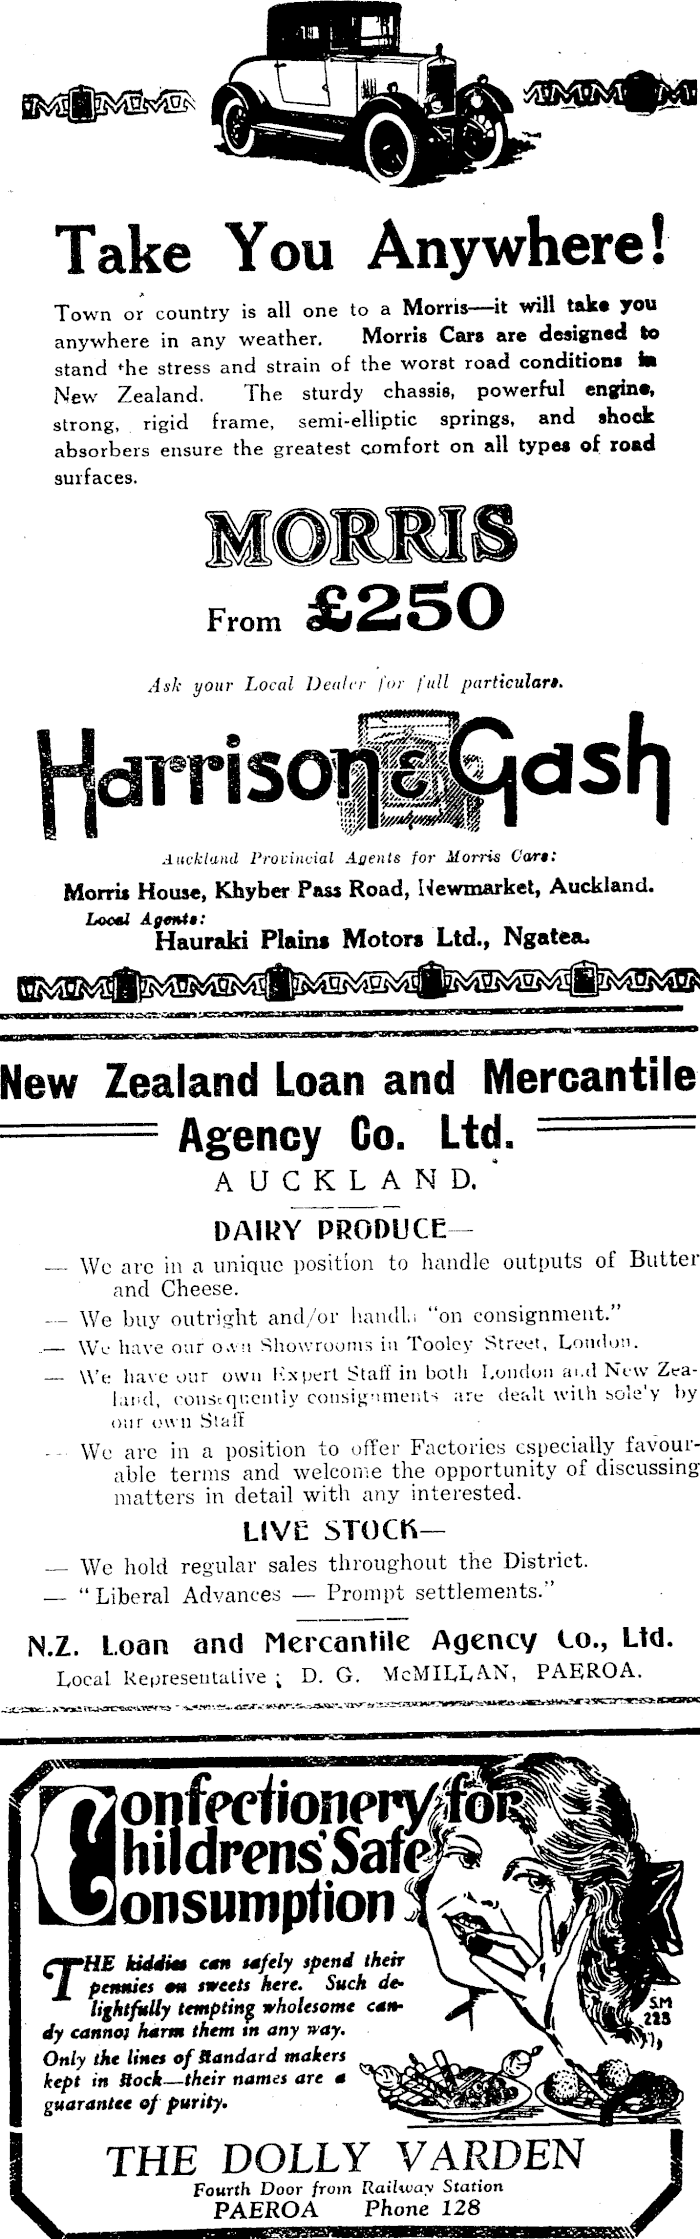 Take You Anywhere!
Town or country is all one to a Morris—it will take you
anywhere in any weather. Morris Cars are designed to
stand the stress and strain of the worst road conditions in
New Zealand. The sturdy chassis, powerful engine,
strong, rigid frame, semi-elliptic springs, and shock
absorbers ensure the greatest comfort on all types of road
surfaces.
MORRIS
From £250
Ask your Local Dealer for full particulars.
Harrison & Gash
Auckland Provincial Agents for Morris Cars:
Morris House, Khyber Pass Road, Newmarket, Auckland.
Local Agents:
Hauraki Plains Motors Ltd., Ngatea.
New Zealand Loan and Mercantile
Agency Co. Ltd.
AUCKLAND.
DAIRY PRODUCE—
— We are in a unique position to handle outputs of Butter
and Cheese.
— We buy outright and/or handle "on consignment."
— We have our own Showrooms in Tooley Street, London.
— We have our own Expert Staff in both London and New Zea-
land, consequently consignments are dealt with solely by
our own Staff
— We are in a position to offer Factories especially favour-
able terms and welcome the opportunity of discussing
matters in detail with any interested.
LIVE STOCK—
— We hold regular sales throughout the District.
— "Liberal Advances — Prompt settlements."
N.Z. Loan and Mercantile Agency Co., Ltd.
Local Representative; D. G. McMILLAN, PAEROA.
Confectionery for
Childrens' Safe
Consumption
THE kiddies can safely spend their
pennies on sweets here. Such de-
lightfully tempting wholesome can-
dy cannot harm them in any way.
Only the lines of standard makers
kept in stock—their names are a
guarantee of purity.
S.M
223
THE DOLLY VARDEN
Fourth Door from Railway Station
PAEROA Phone 128